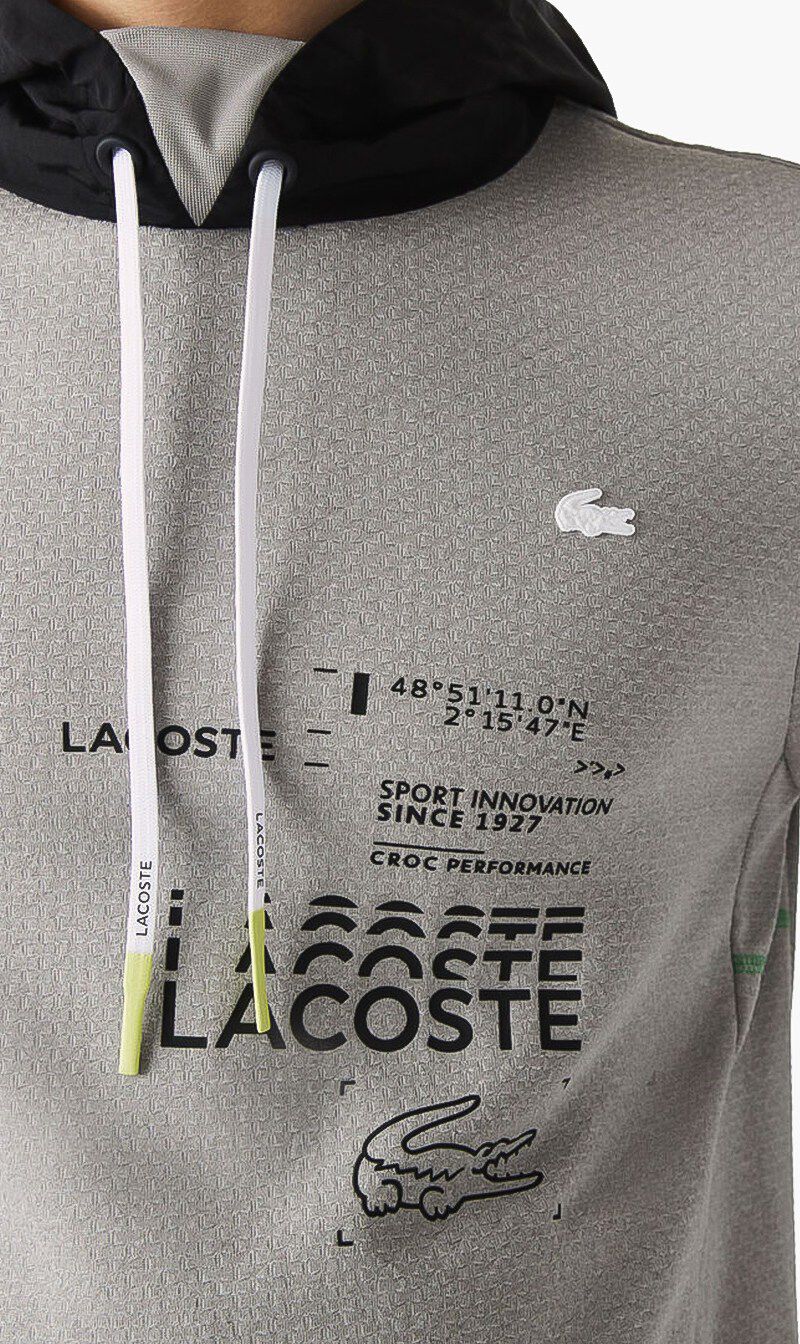 48°51'11.0"N
2°15'47"E
LACOSTE
SPORT INNOVATION
SINCE 1927
CROC PERFORMANCE
LACOSTE
LACOSTE
LACOSTE
LACOSTE
LACOSTE